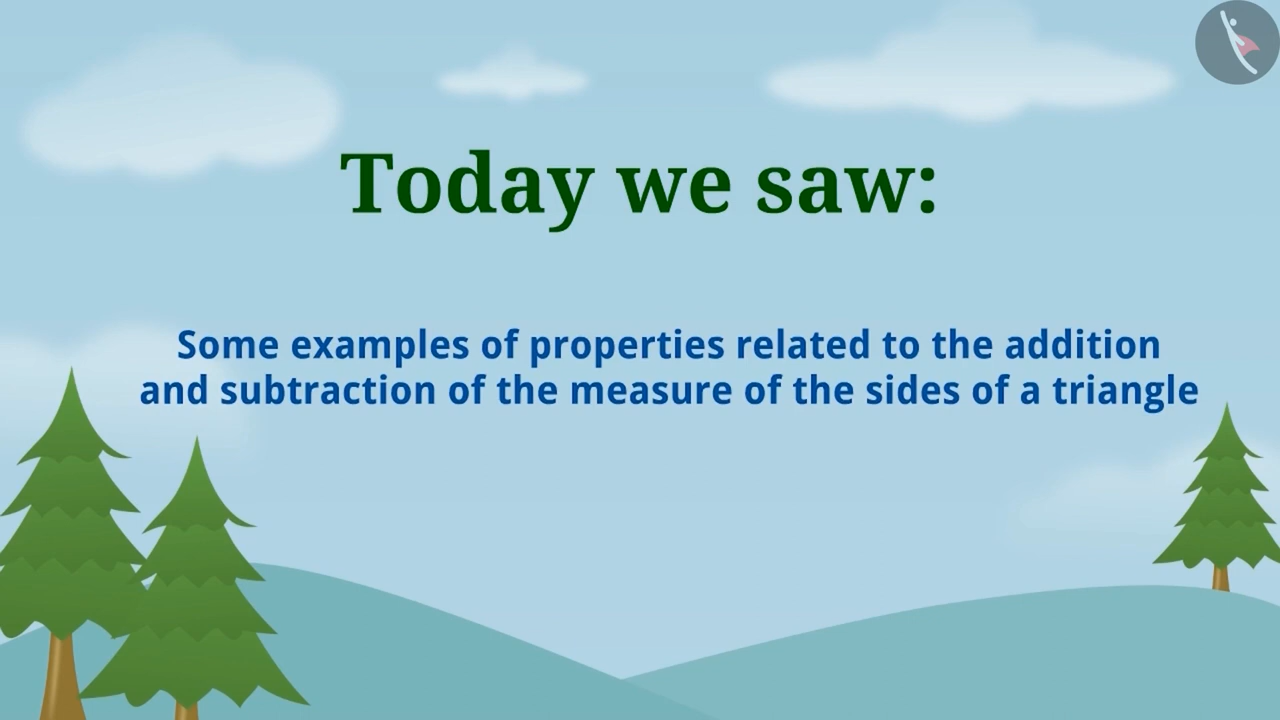 Today we saw:
Some examples of properties related to the addition
and subtraction of the measure of the sides of a triangle